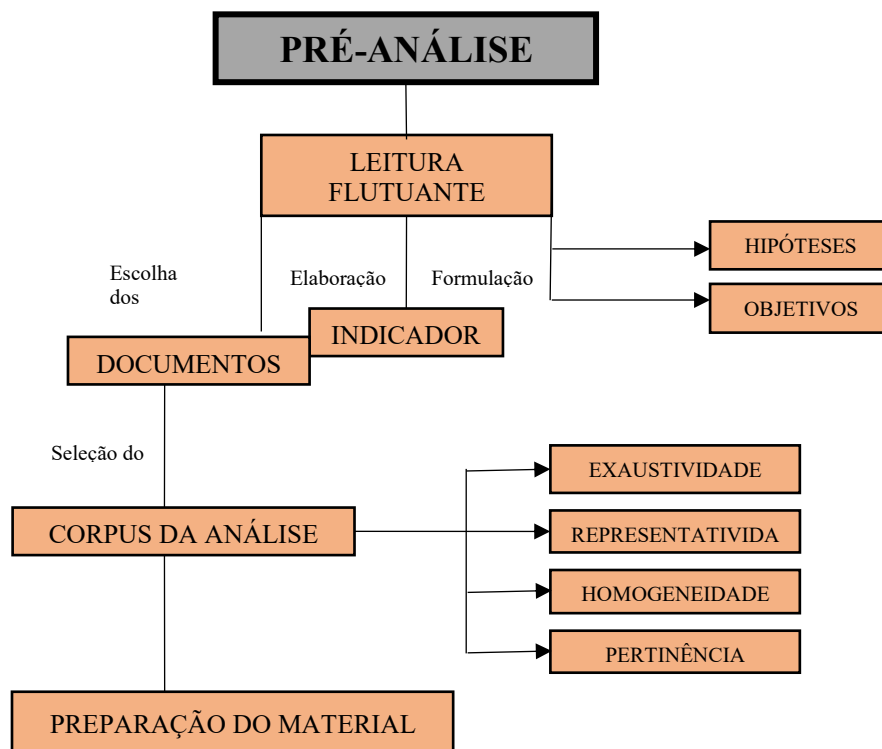 PRÉ-ANÁLISE
LEITURA
FLUTUANTE
HIPÓTESES
Escolha
dos
Elaboração
Formulação
OBJETIVOS
INDICADOR
DOCUMENTOS
Seleção do
EXAUSTIVIDADE
CORPUS DA ANÁLISE
REPRESENTATIVIDA
HOMOGENEIDADE
PERTINÊNCIA
PREPARAÇÃO DO MATERIAL